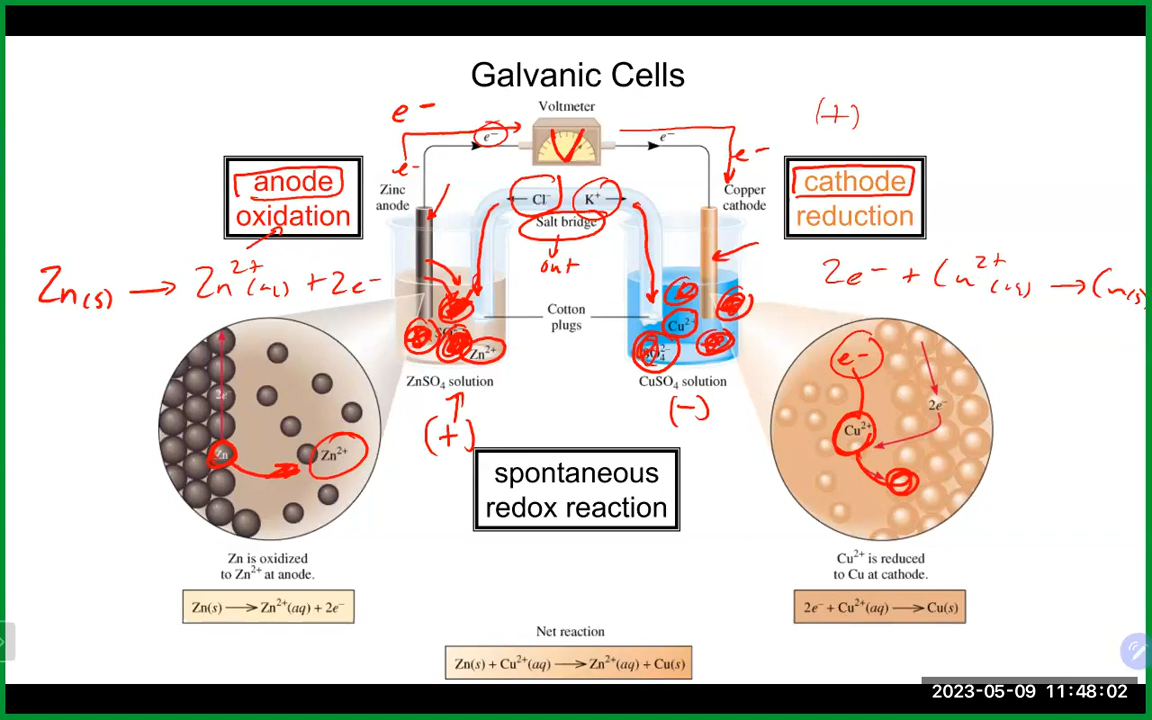 Galvanic Cells
Voltmeter
e-
(+)
e-
e⁻
e⁻
e-
anode
oxidation
Zinc
anode
Cl⁻
K⁺
Salt bridge
out
Copper
cathode
cathode
reduction
Zn(s) → Zn2+(aq) + 2e-
2e- + Cu2+(aq) → Cu(s)
Cotton
plugs
Zn²⁺
Cu²⁺
ZnSO₄ solution
CuSO₄ solution
(+)
(-)
2e⁻
Zn
Zn²⁺
spontaneous
redox reaction
e-
2e⁻
Cu²⁺
Zn is oxidized
to Zn²⁺ at anode.
Zn(s) ⟶ Zn²⁺(aq) + 2e⁻
Cu²⁺ is reduced
to Cu at cathode.
2e⁻ + Cu²⁺(aq) ⟶ Cu(s)
Net reaction
Zn(s) + Cu²⁺(aq) ⟶ Zn²⁺(aq) + Cu(s)
2023-05-09 11:48:02